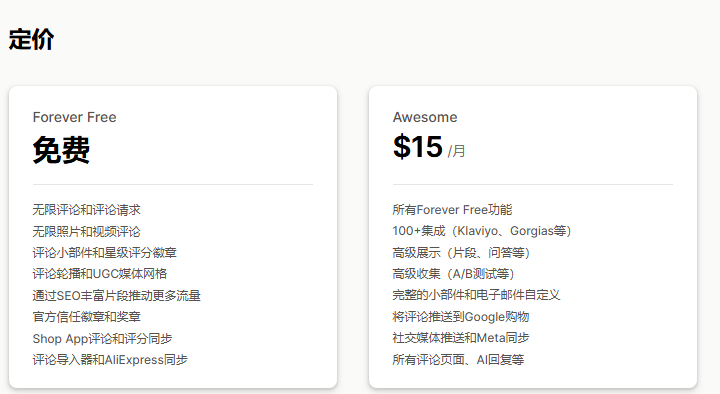 定价
Forever Free
免费
无限评论和评论请求
无限照片和视频评论
评论小部件和星级评分徽章
评论轮播和UGC媒体网格
通过SEO丰富片段推动更多流量
官方信任徽章和奖章
Shop App评论和评分同步
评论导入器和AliExpress同步
Awesome
$15 /月
所有Forever Free功能
100+集成（Klaviyo、Gorgias等）
高级展示（片段、问答等）
高级收集（A/B测试等）
完整的小部件和电子邮件自定义
将评论推送到Google购物
社交媒体推送和Meta同步
所有评论页面、AI回复等